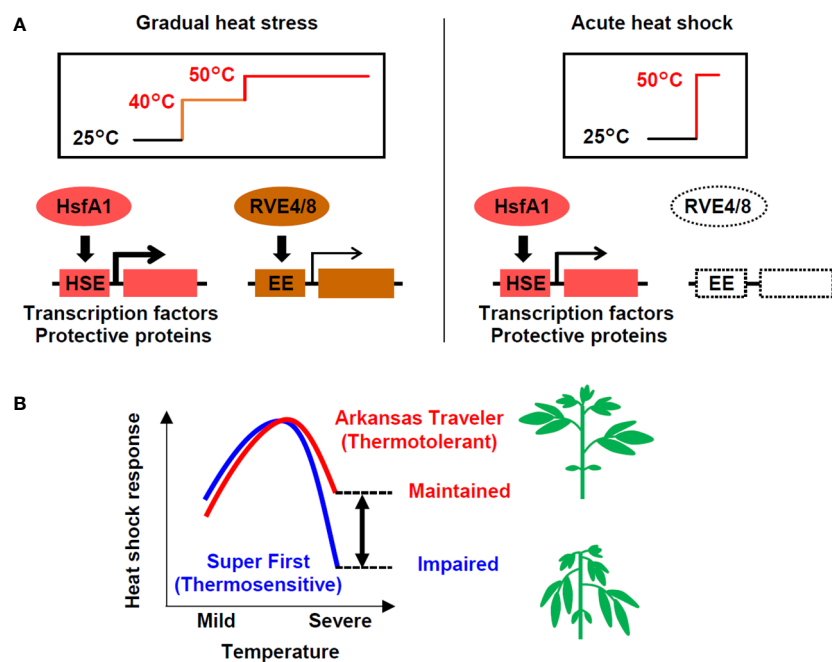 A
Gradual heat stress
50°C
40°C
25°C
HsfA1
RVE4/8
HSE
EE
Transcription factors
Protective proteins
Acute heat shock
50°C
25°C
HsfA1
RVE4/8
HSE
EE
Transcription factors
Protective proteins
B
Heat shock response
Arkansas Traveler
(Thermotolerant)
Maintained
Super First
(Thermosensitive)
Impaired
Mild
Severe
Temperature